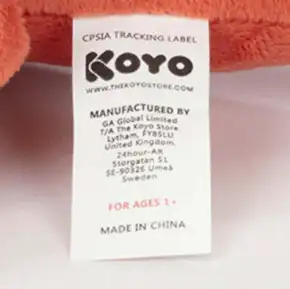 CPSIA TRACKING LABEL
KOYO
WWW.THEKOYOSTORE.COM
MANUFACTURED BY
GA Global Limited
T/A The Koyo Store
Lytham, FY85LU
United Kingdom.
24hour-AR
Storgatan 51
SE-90326 Umeå
Sweden
FOR AGES 1+
MADE IN CHINA